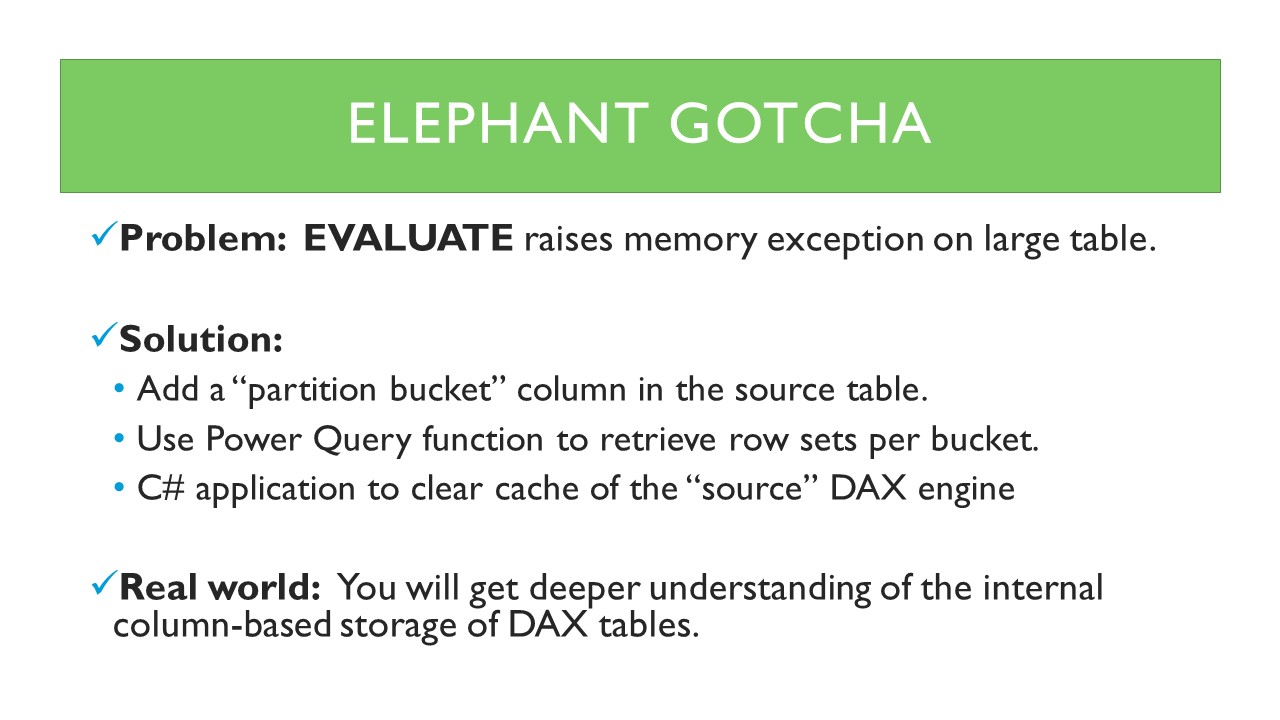 ELEPHANT GOTCHA
✓Problem: EVALUATE raises memory exception on large table.
✓Solution:
• Add a “partition bucket” column in the source table.
• Use Power Query function to retrieve row sets per bucket.
• C# application to clear cache of the “source” DAX engine
✓Real world: You will get deeper understanding of the internal
column-based storage of DAX tables.